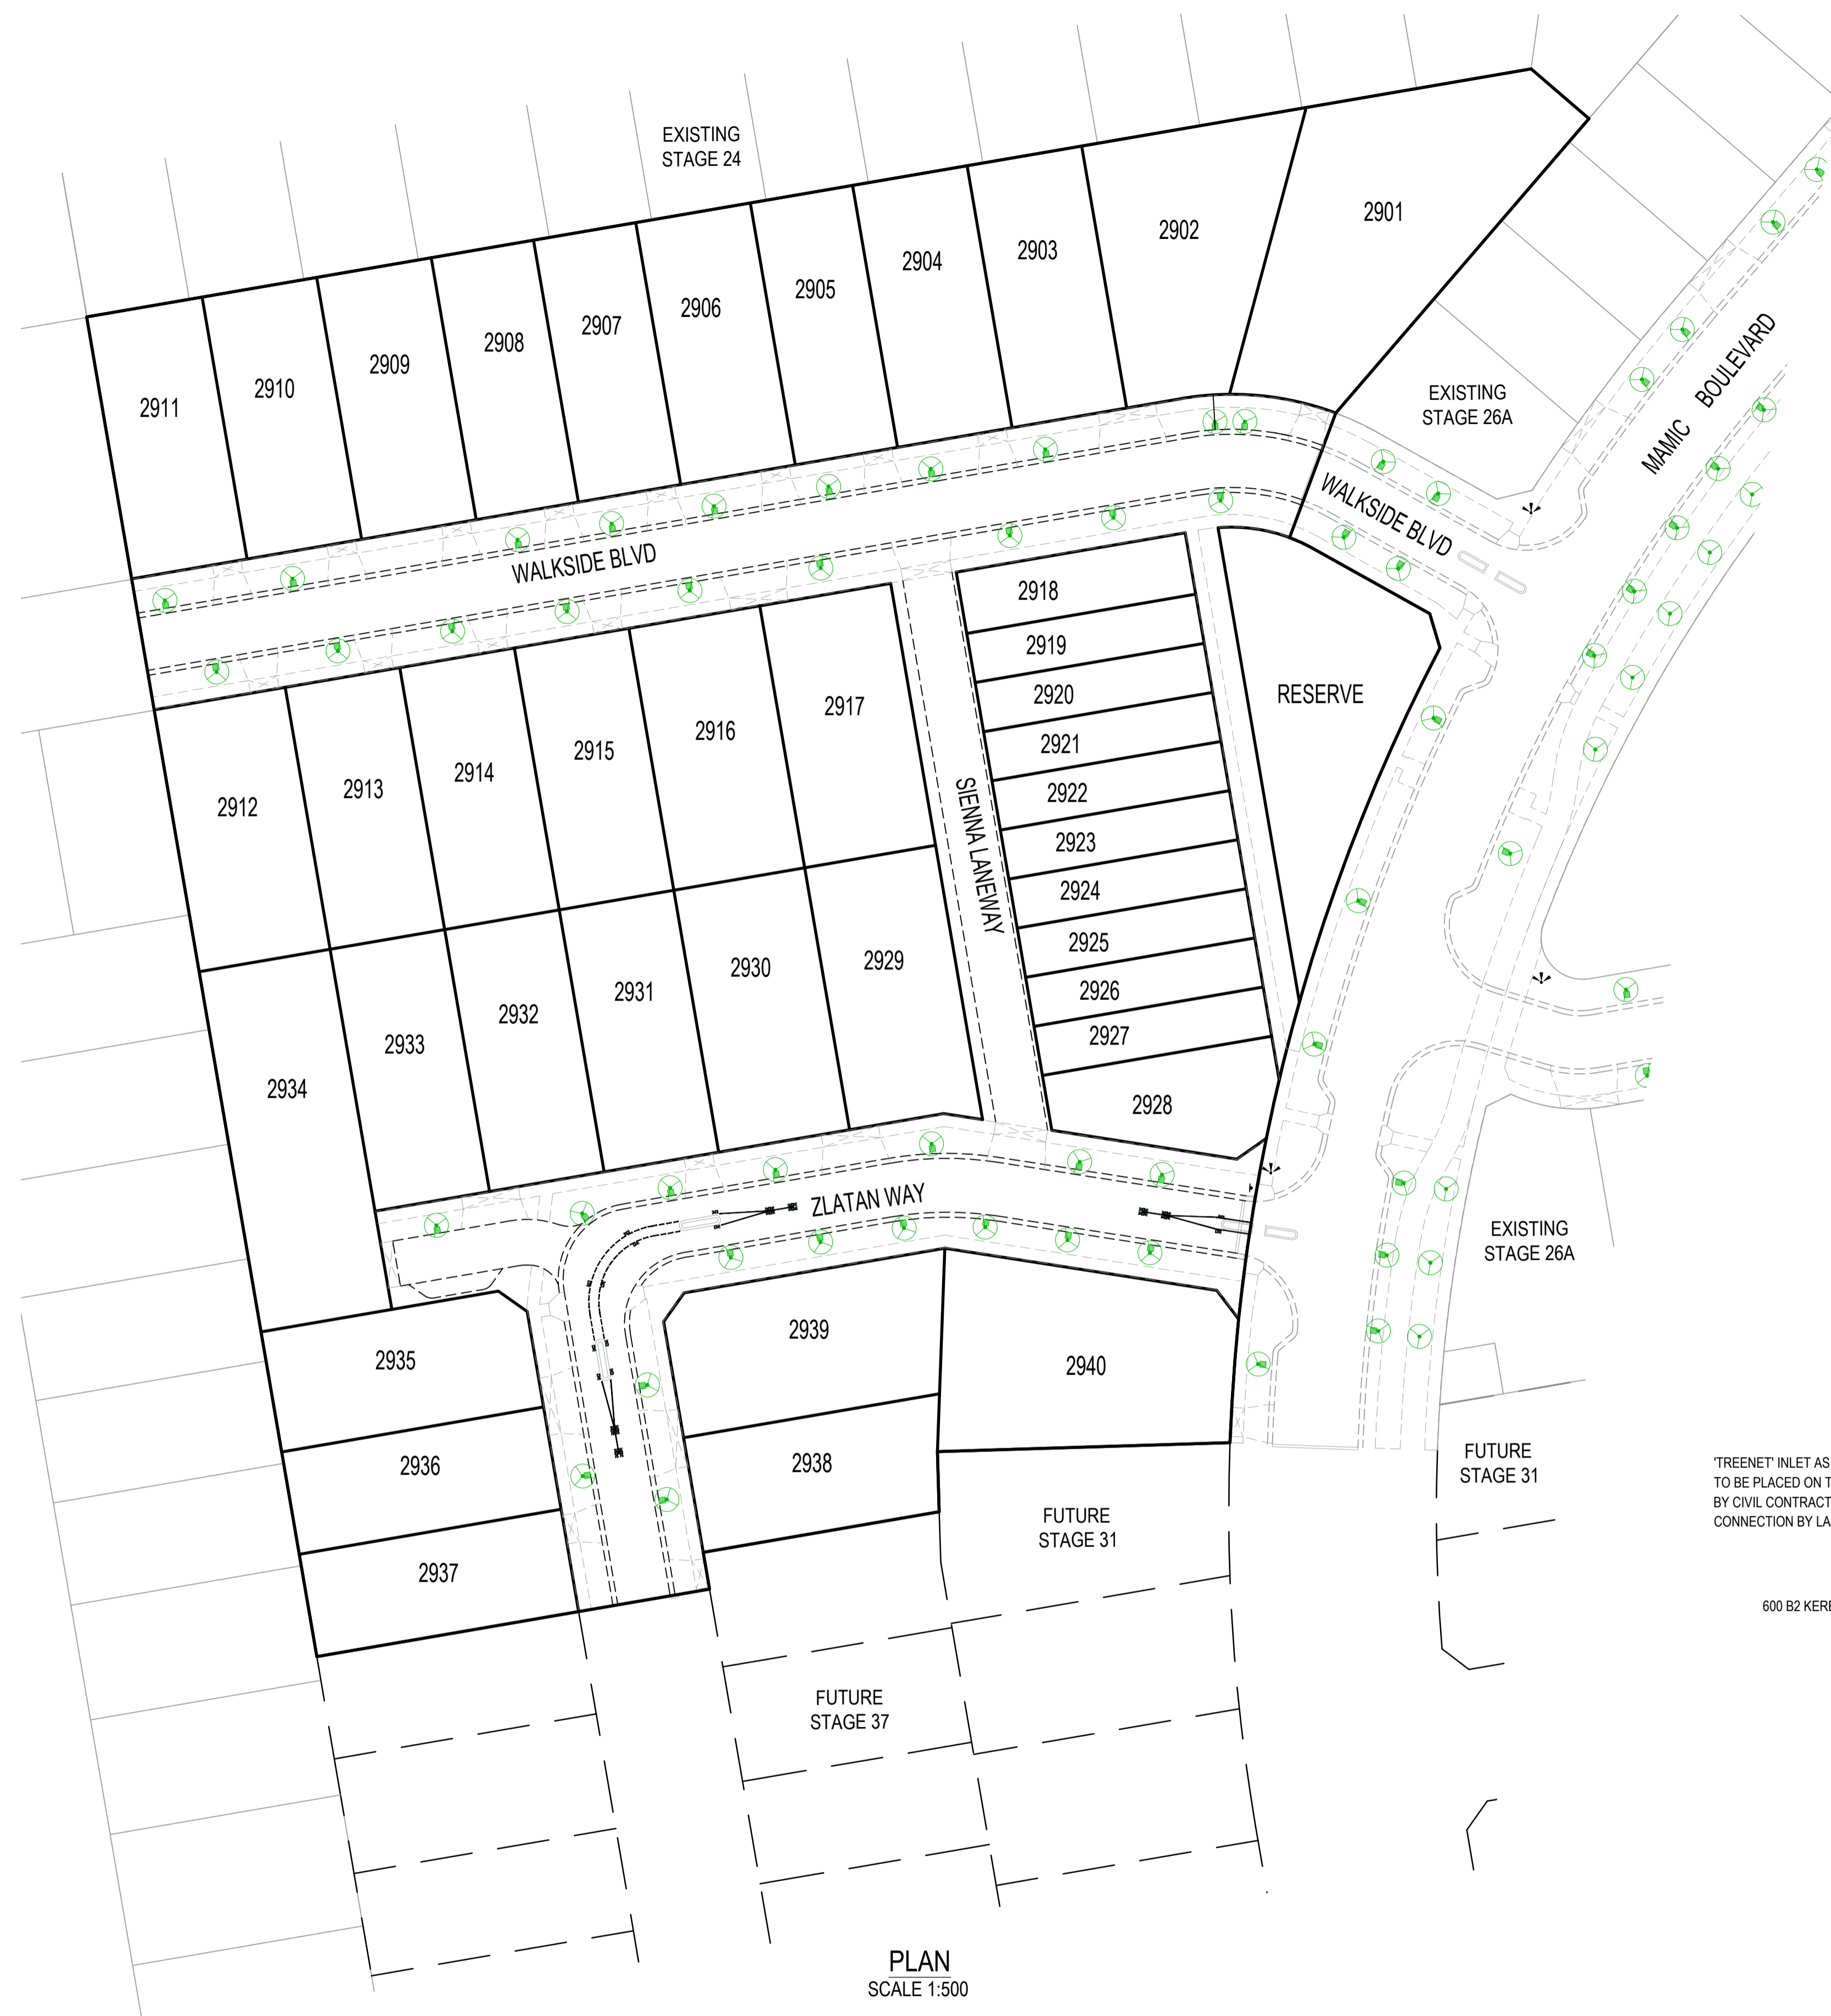 EXISTING
STAGE 24
2901
2902
2903
2904
2905
2906
2907
2908
2909
2910
2911
MAMIC BOULEVARD
EXISTING
STAGE 26A
WALKSIDE BLVD
WALKSIDE BLVD
2918
2919
2920
2921
2922
2923
2924
2925
2926
2927
2928
RESERVE
SIENNA LANEWAY
2917
2916
2915
2914
2913
2912
2929
2930
2931
2932
2933
2934
ZLATAN WAY
EXISTING
STAGE 26A
2935
2936
2937
2939
2938
2940
FUTURE
STAGE 31
FUTURE
STAGE 31
'TREENET' INLET AS
TO BE PLACED ON T
BY CIVIL CONTRACT
CONNECTION BY LA
600 B2 KERB
FUTURE
STAGE 37
PLAN
SCALE 1:500